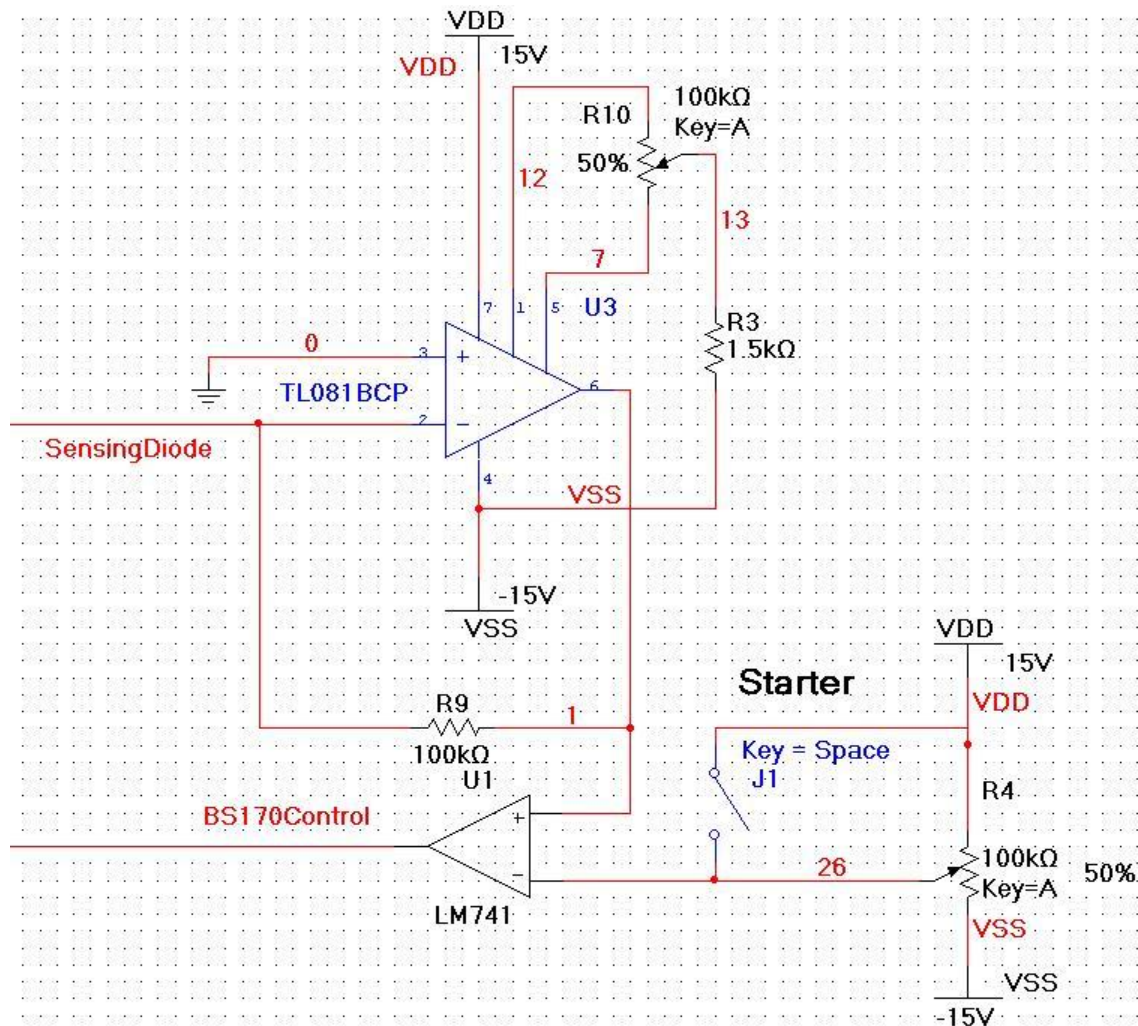 VDD
15V
VDD
100kΩ
R10
Key=A
50%
12
13
7
7
1
5
U3
R3
1.5kΩ
0
3
+
TL081BCP
6
2
−
SensingDiode
4
VSS
-15V
VSS
VDD
15V
Starter
VDD
R9
1
100kΩ
Key = Space
J1
U1
R4
BS170Control
+
100kΩ
50%
26
Key=A
−
LM741
VSS
VSS
-15V